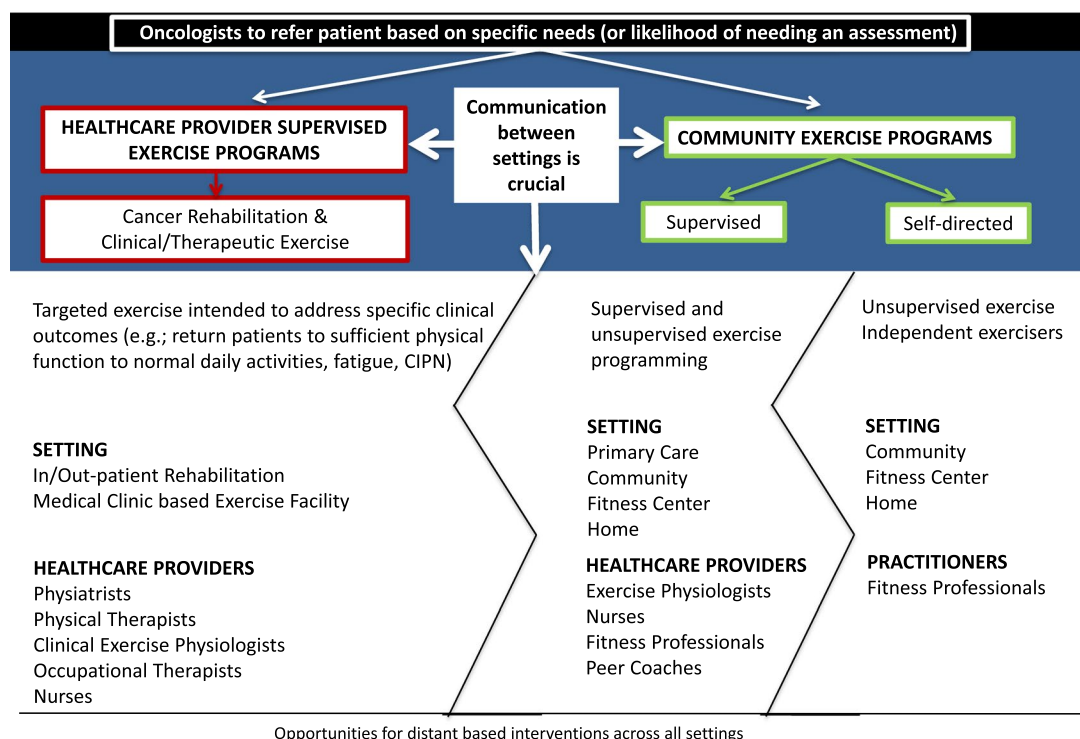 Oncologists to refer patient based on specific needs (or likelihood of needing an assessment)
HEALTHCARE PROVIDER SUPERVISED
EXERCISE PROGRAMS
Communication
between
settings is
crucial
COMMUNITY EXERCISE PROGRAMS
Cancer Rehabilitation &
Clinical/Therapeutic Exercise
Supervised
Self-directed
Targeted exercise intended to address specific clinical
outcomes (e.g.; return patients to sufficient physical
function to normal daily activities, fatigue, CIPN)
SETTING
In/Out-patient Rehabilitation
Medical Clinic based Exercise Facility
HEALTHCARE PROVIDERS
Physiatrists
Physical Therapists
Clinical Exercise Physiologists
Occupational Therapists
Nurses
Supervised and
unsupervised exercise
programming
SETTING
Primary Care
Community
Fitness Center
Home
HEALTHCARE PROVIDERS
Exercise Physiologists
Nurses
Fitness Professionals
Peer Coaches
Unsupervised exercise
Independent exercisers
SETTING
Community
Fitness Center
Home
PRACTITIONERS
Fitness Professionals
Opportunities for distant based interventions across all settings